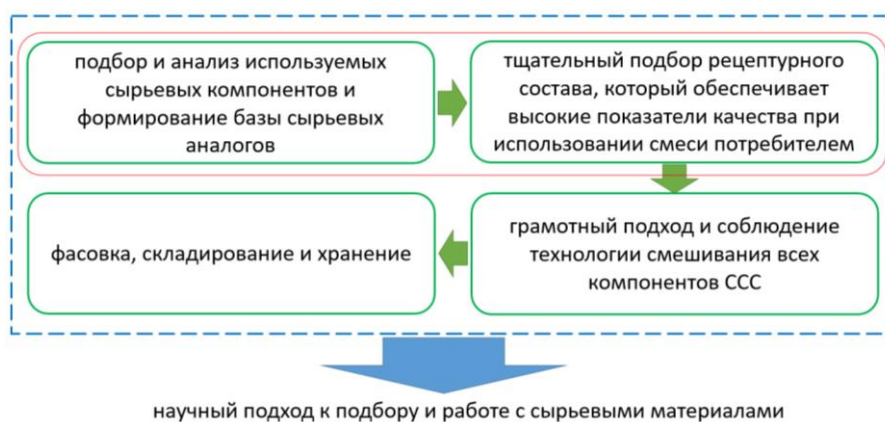 подбор и анализ используемых
сырьевых компонентов и
формирование базы сырьевых
аналогов
тщательный подбор рецептурного
состава, который обеспечивает
высокие показатели качества при
использовании смеси потребителем
грамотный подход и соблюдение
технологии смешивания всех
компонентов ССС
фасовка, складирование и хранение
научный подход к подбору и работе с сырьевыми материалами